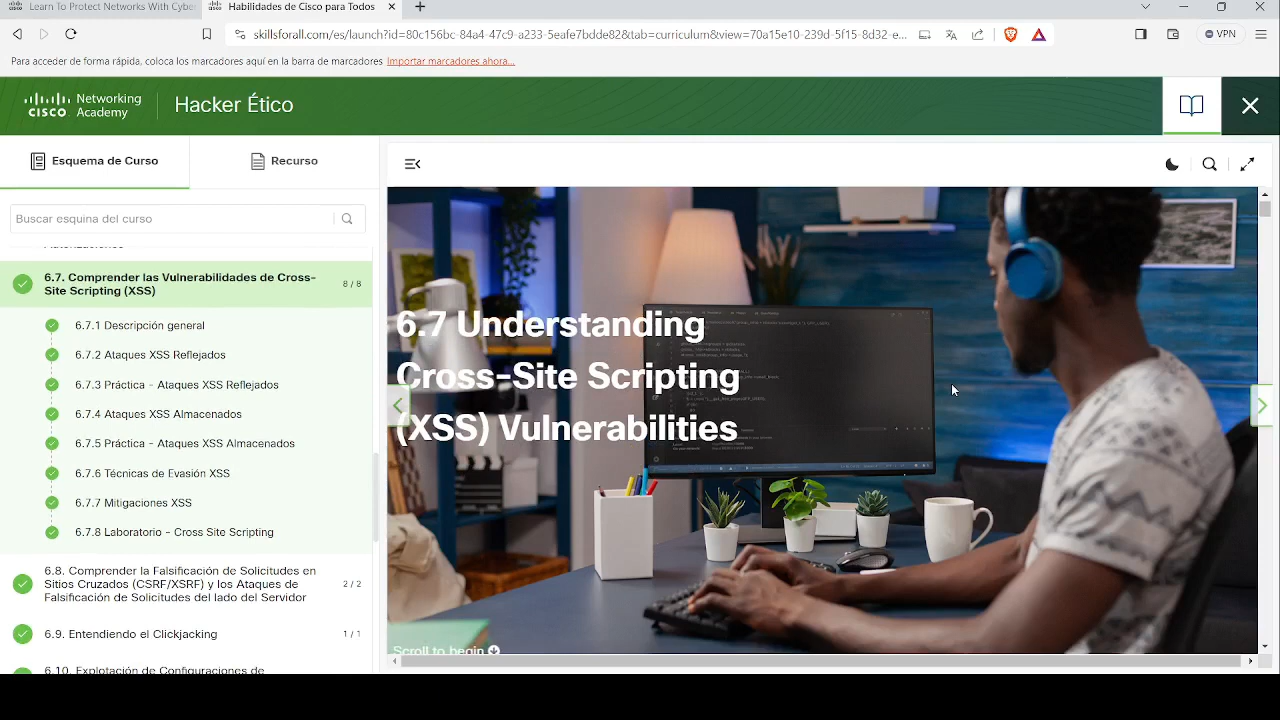 Learn To Protect Networks With Cyber
Habilidades de Cisco para Todos
skillsforall.com/es/launch?id=80c156bc-84a4-47c9-a233-5eafe7bdde82&tab=curriculum&view=70a15e10-239d-5f15-8d32-e...
VPN
Para acceder de forma rápida, coloca los marcadores aquí en la barra de marcadores Importar marcadores ahora...
CISCO Networking Academy
Hacker Ético
Esquema de Curso
Recurso
Buscar esquina del curso
6.7. Comprender las Vulnerabilidades de Cross-
Site Scripting (XSS)
8 / 8
6.7.1 Descripción general
6.7.2 Ataques XSS Reflejados
6.7.3 Práctica - Ataques XSS Reflejados
6.7.4 Ataques XSS Almacenados
6.7.5 Práctica - Ataques XSS Almacenados
6.7.6 Técnicas de Evasión XSS
6.7.7 Mitigaciones XSS
6.7.8 Laboratorio - Cross Site Scripting
6.8. Comprender la Falsificación de Solicitudes en
Sitios Cruzados (CSRF/XSRF) y los Ataques de
Falsificación de Solicitudes del lado del Servidor
2 / 2
6.9. Entendiendo el Clickjacking
1 / 1
6.10. Explotación de Configuraciones de
6.7 Understanding
Cross-Site Scripting
(XSS) Vulnerabilities
Scroll to begin